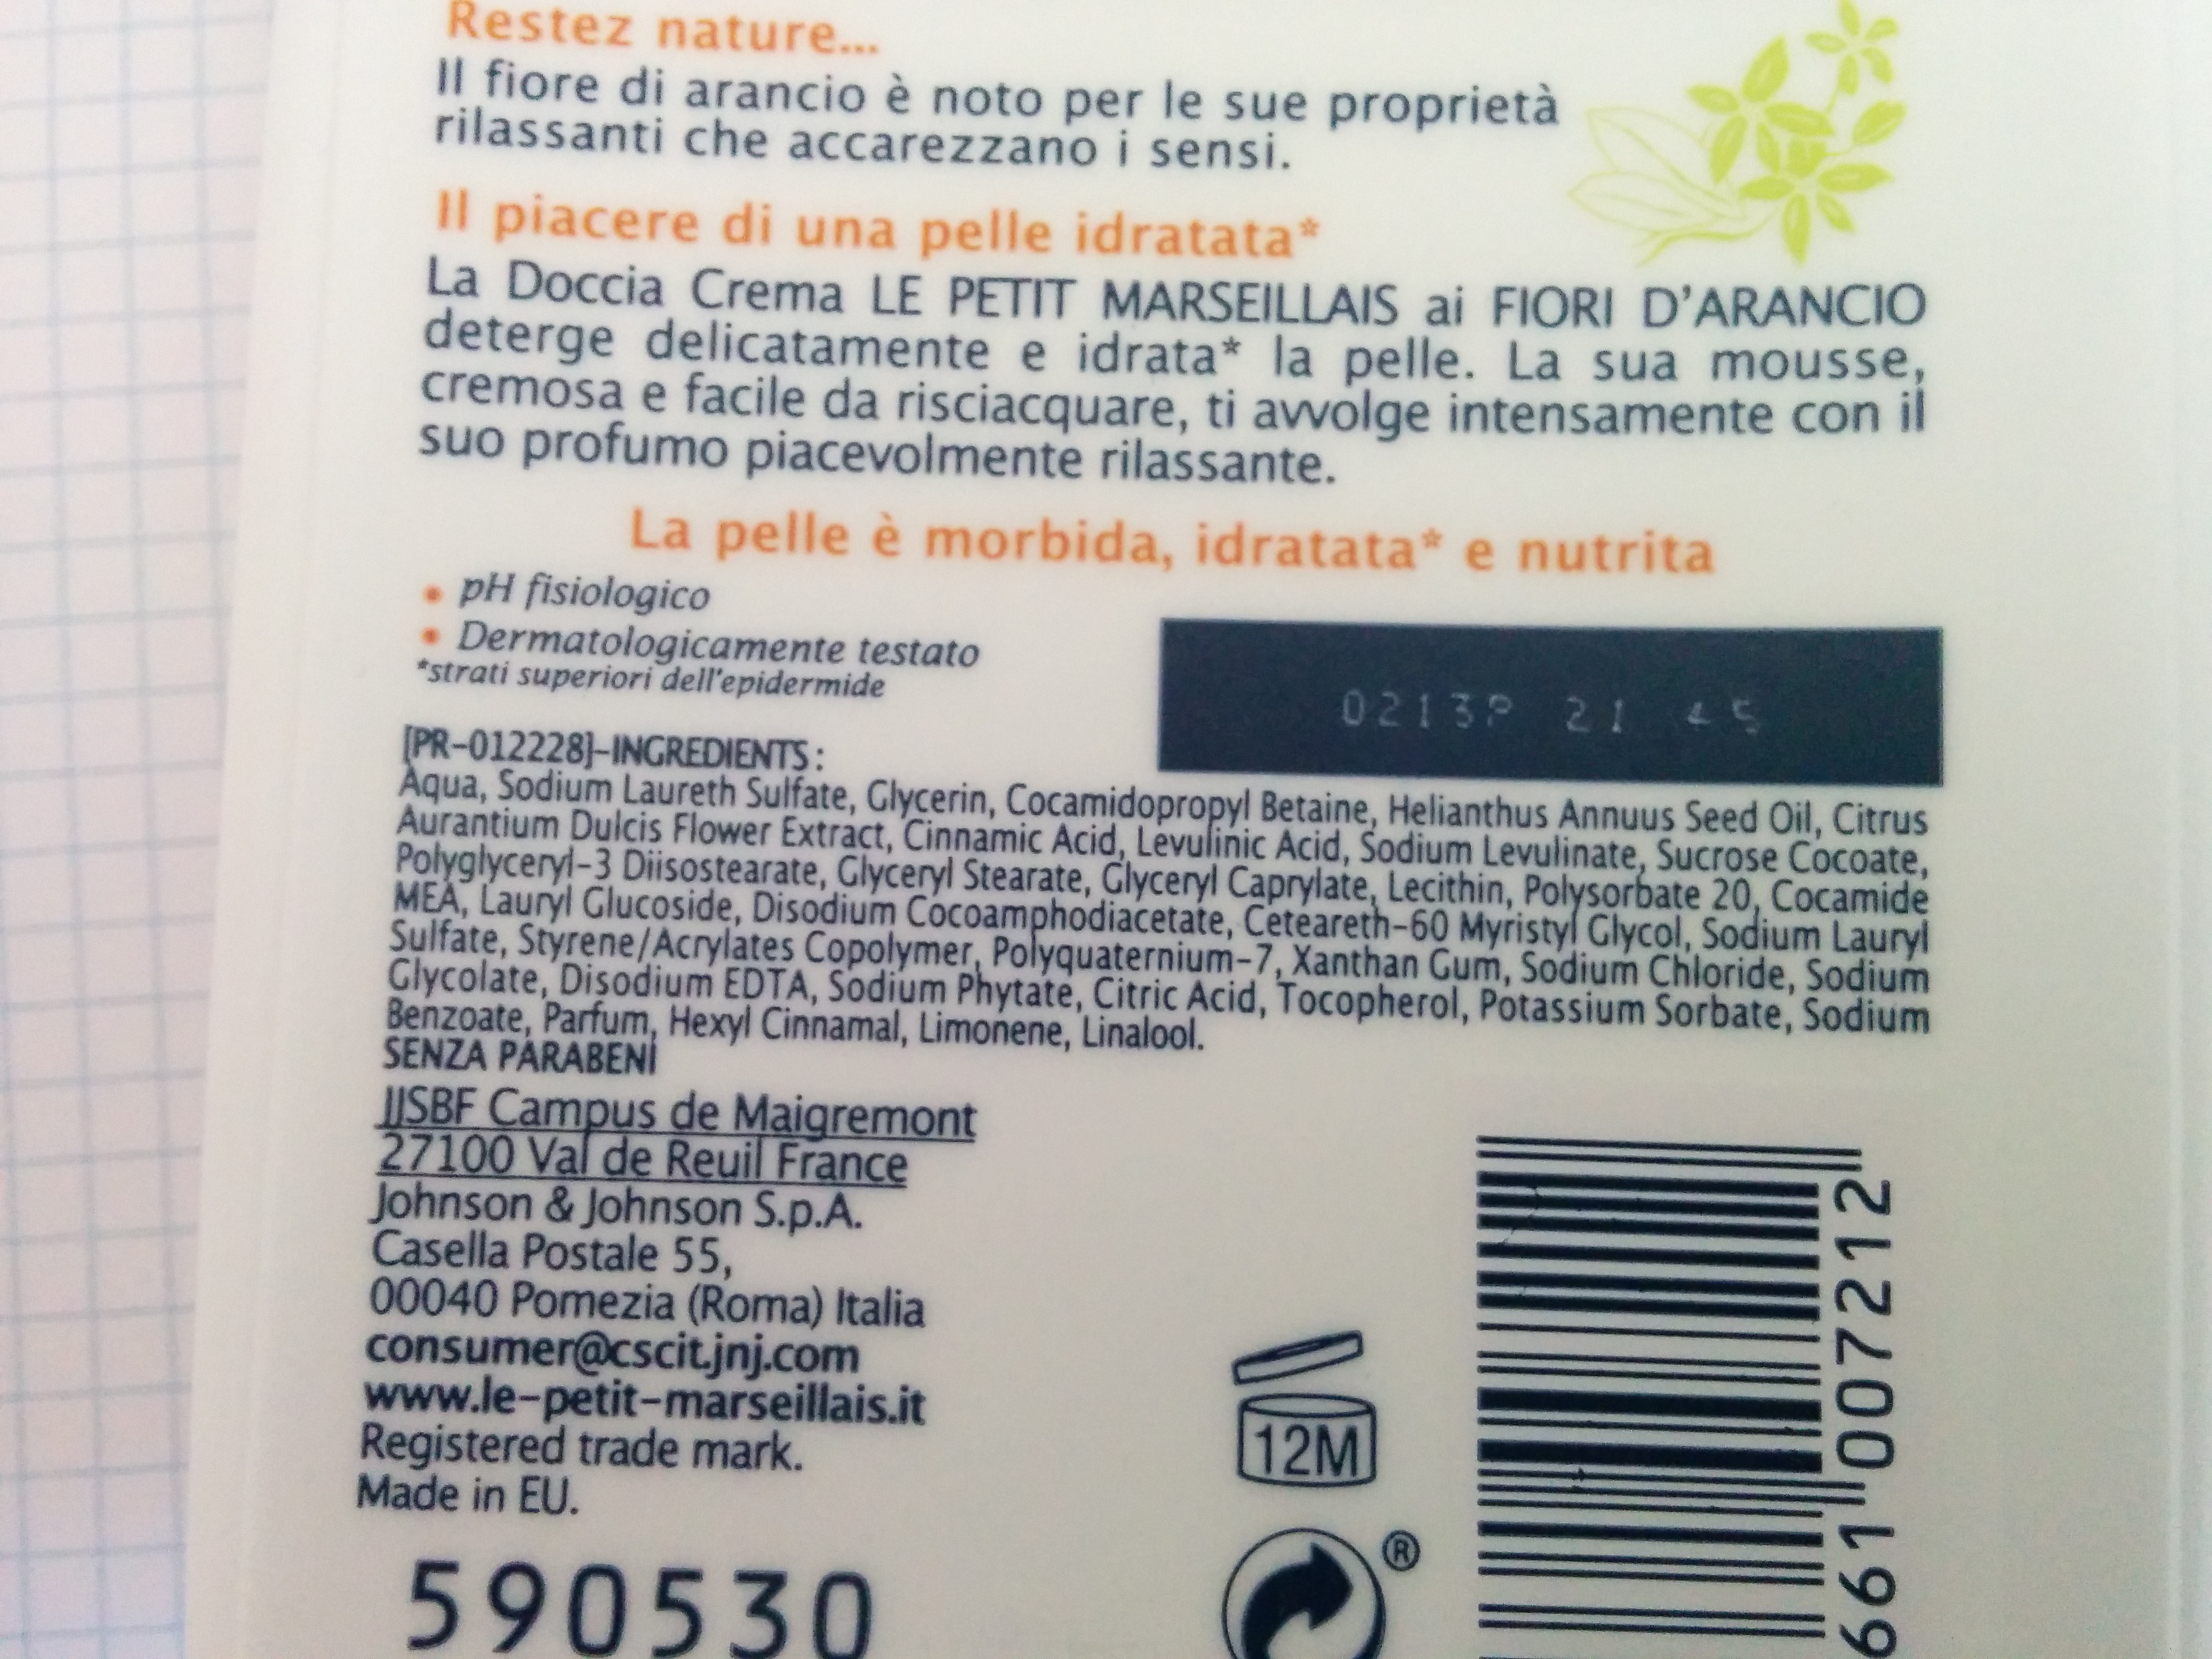 Restez nature...
Il fiore di arancio è noto per le sue proprietà
rilassanti che accarezzano i sensi.
Il piacere di una pelle idratata*
La Doccia Crema LE PETIT MARSEILLAIS ai FIORI D'ARANCIO
deterge delicatamente e idrata* la pelle. La sua mousse,
cremosa e facile da risciacquare, ti avvolge intensamente con il
suo profumo piacevolmente rilassante.
La pelle è morbida, idratata* e nutrita
• pH fisiologico
• Dermatologicamente testato
*strati superiori dell'epidermide
0213P 21 45
[PR-012228]-INGREDIENTS:
Aqua, Sodium Laureth Sulfate, Glycerin, Cocamidopropyl Betaine, Helianthus Annuus Seed Oil, Citrus
Aurantium Dulcis Flower Extract, Cinnamic Acid, Levulinic Acid, Sodium Levulinate, Sucrose Cocoate,
Polyglyceryl-3 Diisostearate, Glyceryl Stearate, Glyceryl Caprylate, Lecithin, Polysorbate 20, Cocamide
MEA, Lauryl Glucoside, Disodium Cocoamphodiacetate, Ceteareth-60 Myristyl Glycol, Sodium Lauryl
Sulfate, Styrene/Acrylates Copolymer, Polyquaternium-7, Xanthan Gum, Sodium Chloride, Sodium
Glycolate, Disodium EDTA, Sodium Phytate, Citric Acid, Tocopherol, Potassium Sorbate, Sodium
Benzoate, Parfum, Hexyl Cinnamal, Limonene, Linalool.
SENZA PARABENI
JJSBF Campus de Maigremont
27100 Val de Reuil France
Johnson & Johnson S.p.A.
Casella Postale 55,
00040 Pomezia (Roma) Italia
consumer@cscit.jnj.com
www.le-petit-marseillais.it
Registered trade mark.
Made in EU.
590530
12M
®
661 007212